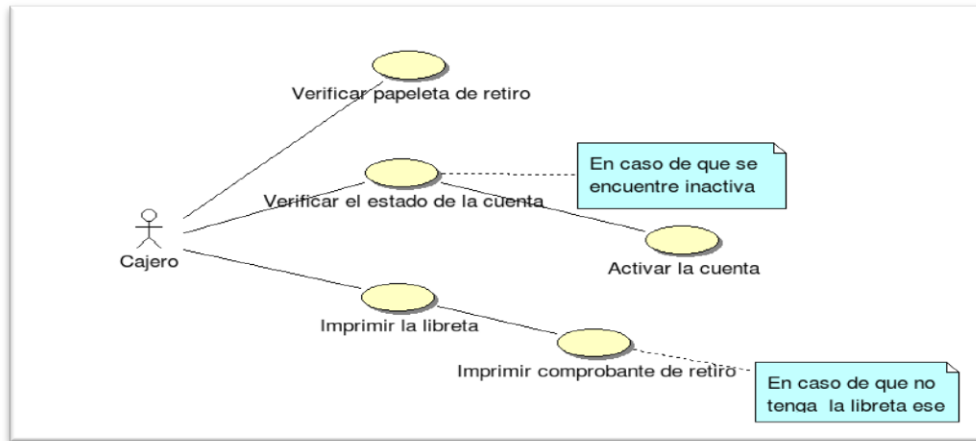 Verificar papeleta de retiro
En caso de que se
encuentre inactiva
Verificar el estado de la cuenta
Cajero
Activar la cuenta
Imprimir la libreta
Imprimir comprobante de retiro
En caso de que no
tenga la libreta ese